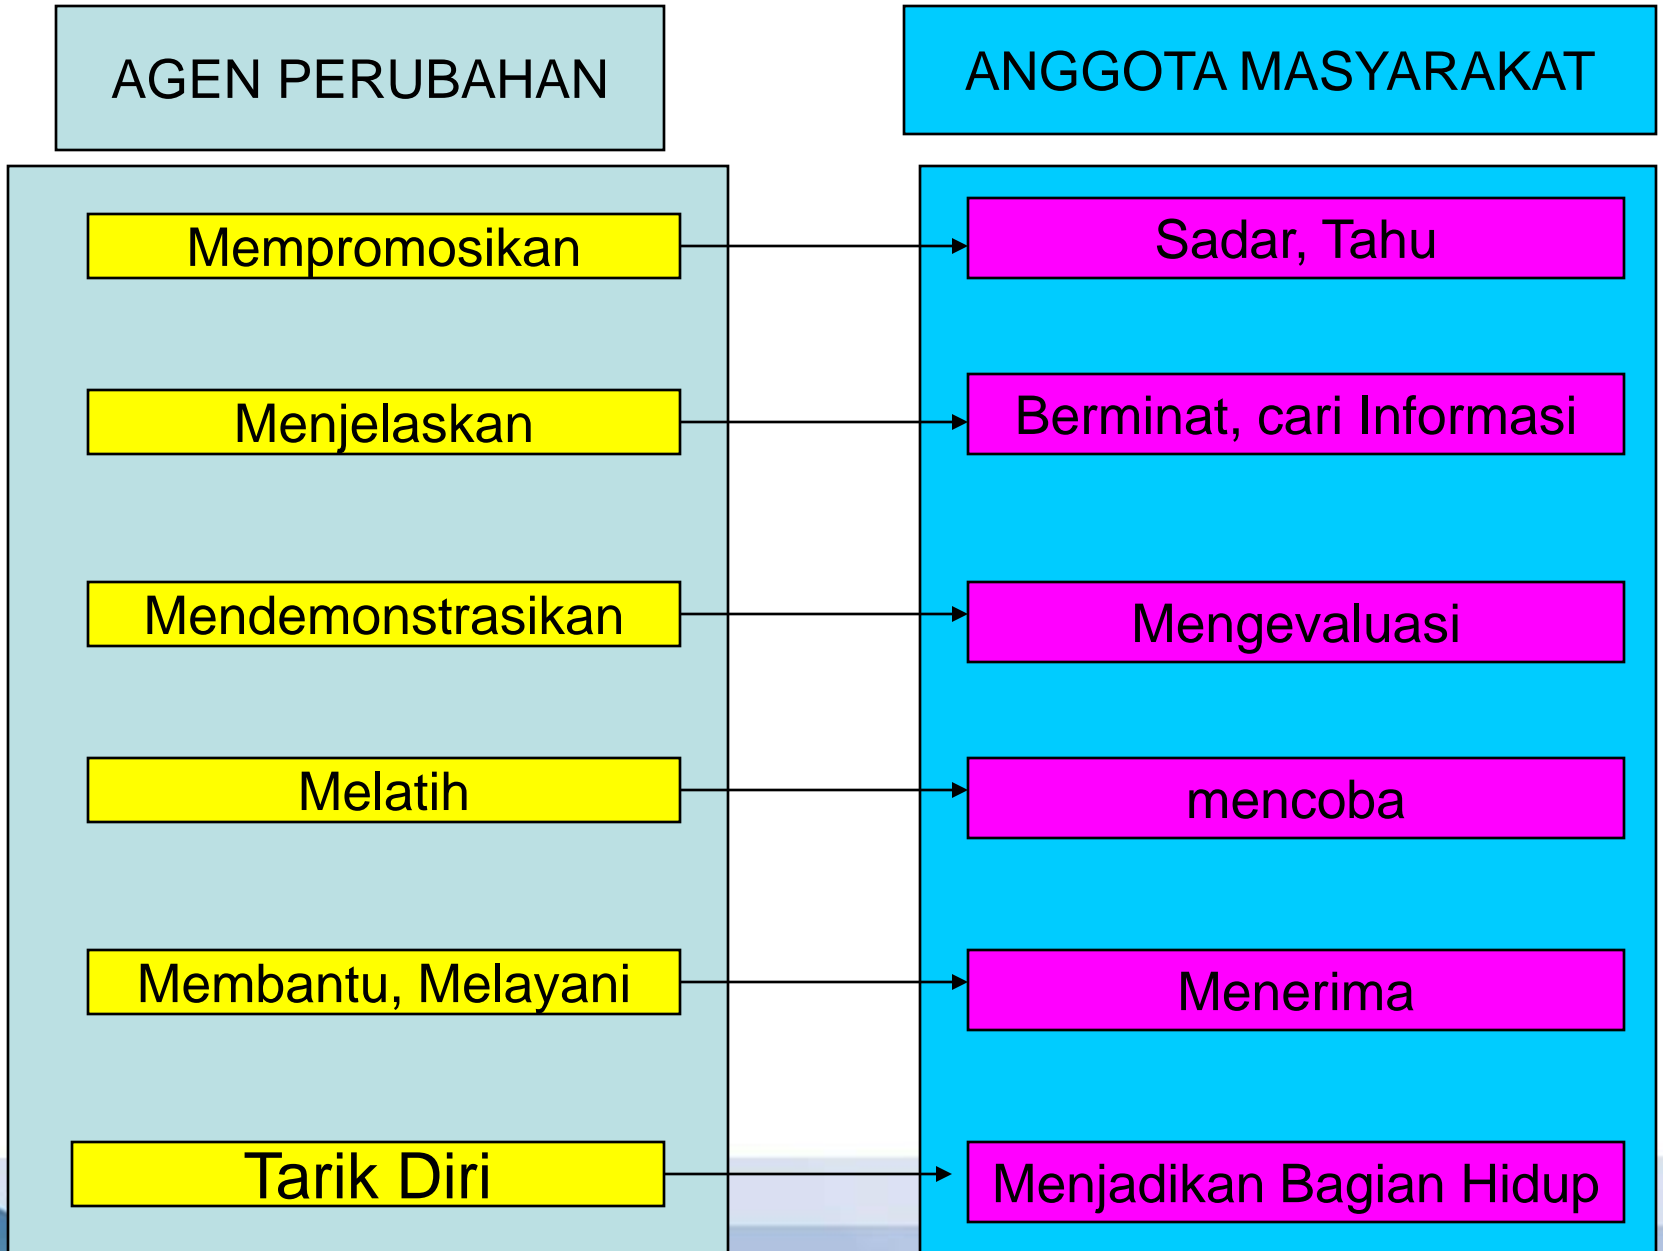 AGEN PERUBAHAN
ANGGOTA MASYARAKAT
Mempromosikan
Sadar, Tahu
Menjelaskan
Berminat, cari Informasi
Mendemonstrasikan
Mengevaluasi
Melatih
mencoba
Membantu, Melayani
Menerima
Tarik Diri
Menjadikan Bagian Hidup